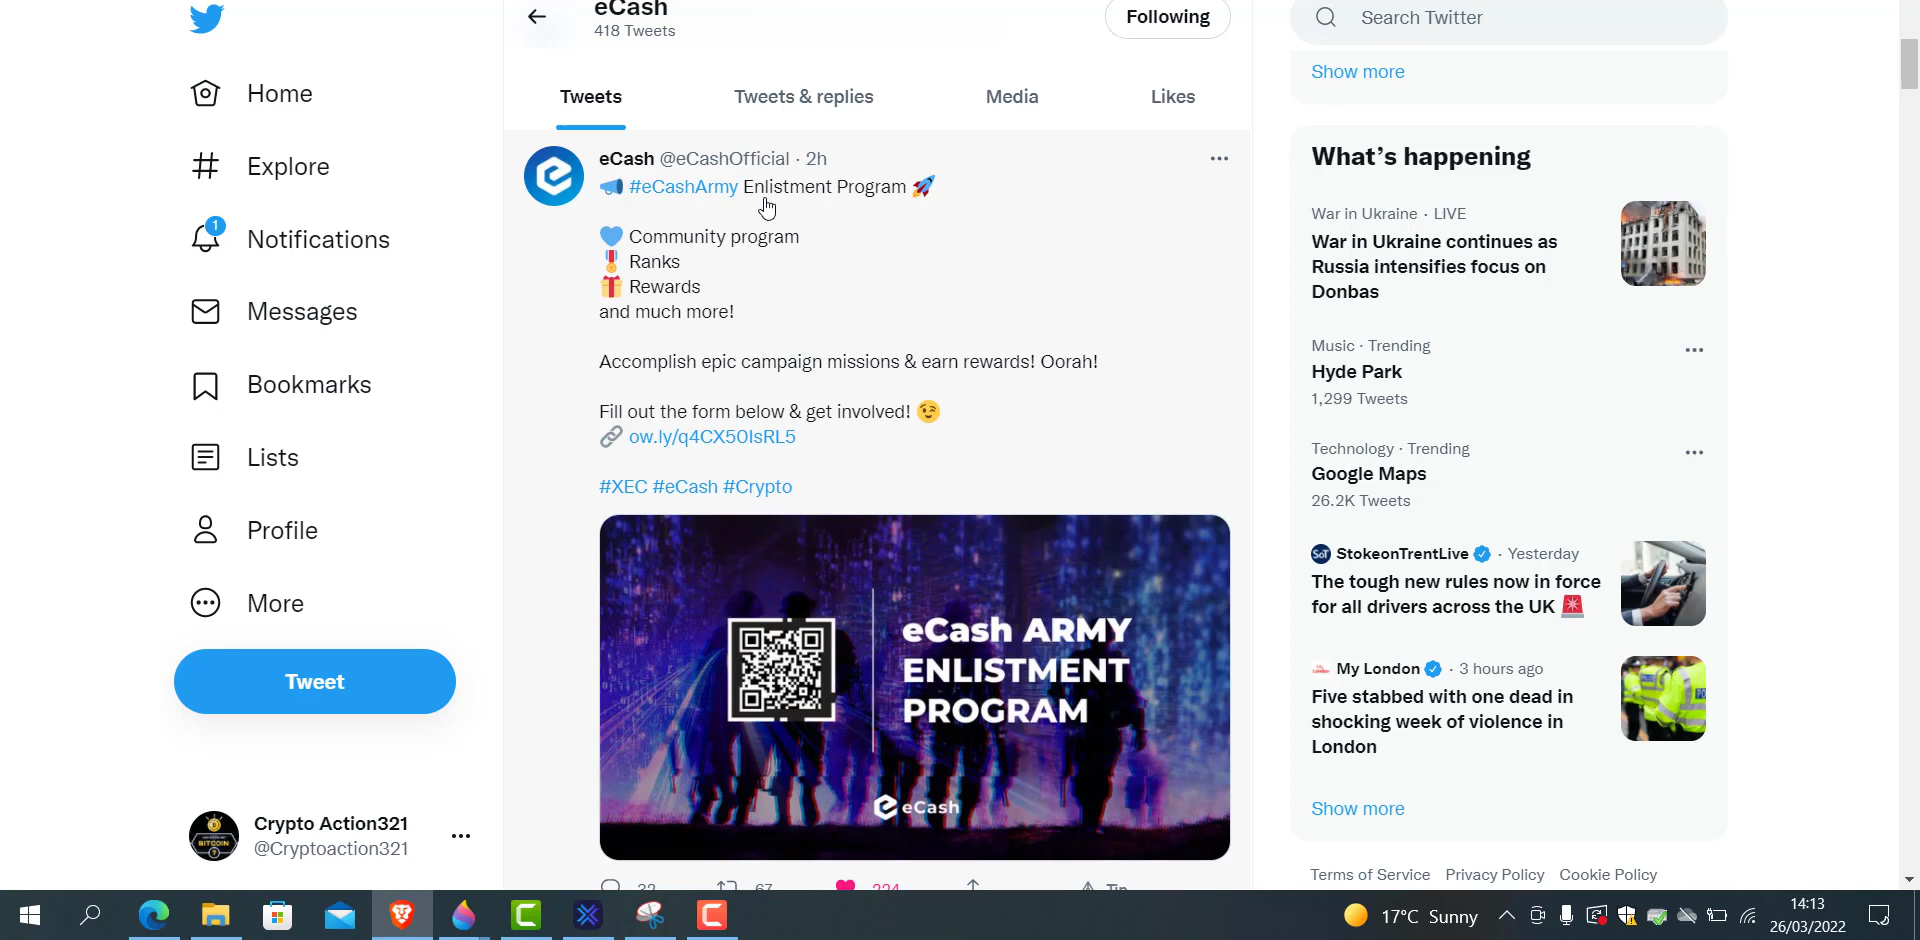 eCash
418 Tweets
Following
Search Twitter
Home
Explore
1
Notifications
Messages
Bookmarks
Lists
Profile
More
Tweet
Crypto Action321
@Cryptoaction321
Tweets
Tweets & replies
Media
Likes
eCash @eCashOfficial · 2h
#eCashArmy Enlistment Program
Community program
Ranks
Rewards
and much more!
Accomplish epic campaign missions & earn rewards! Oorah!
Fill out the form below & get involved!
ow.ly/q4CX50IsRL5
#XEC #eCash #Crypto
eCash ARMY
ENLISTMENT
PROGRAM
eCash
32
67
224
Tip
Show more
What's happening
War in Ukraine · LIVE
War in Ukraine continues as
Russia intensifies focus on
Donbas
Music · Trending
Hyde Park
1,299 Tweets
Technology · Trending
Google Maps
26.2K Tweets
SOT
StokeonTrentLive · Yesterday
The tough new rules now in force
for all drivers across the UK
My London · 3 hours ago
Five stabbed with one dead in
shocking week of violence in
London
Show more
Terms of Service Privacy Policy Cookie Policy
17°C Sunny
14:13
26/03/2022